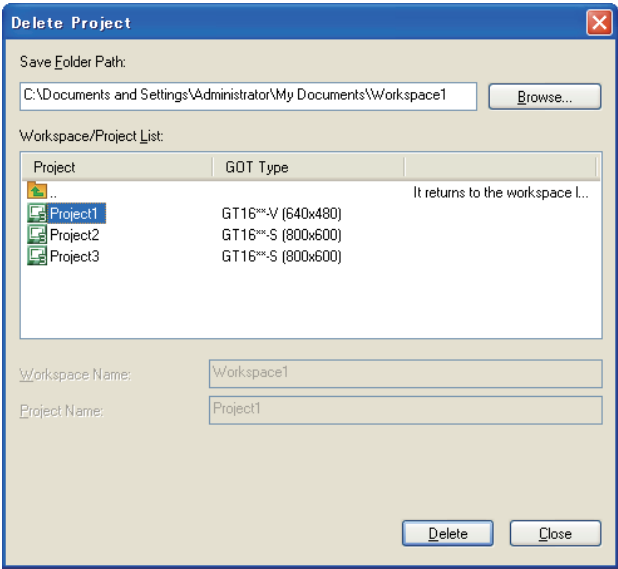 Delete Project
Save Folder Path:
C:\Documents and Settings\Administrator\My Documents\Workspace1
Browse...
Workspace/Project List:
Project GOT Type
.. It returns to the workspace l...
Project1 GT16**-V (640x480)
Project2 GT16**-S (800x600)
Project3 GT16**-S (800x600)
Workspace Name: Workspace1
Project Name: Project1
Delete Close